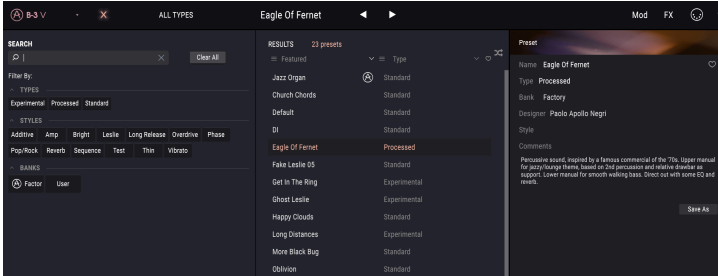 B-3 V
X
ALL TYPES
Eagle Of Fernet
Mod
FX
SEARCH
Clear All
Filter By:
TYPES
Experimental Processed Standard
STYLES
Additive Amp Bright Leslie Long Release Overdrive Phase
Pop/Rock Reverb Sequence Test Thin Vibrato
BANKS
Factor User
RESULTS 23 presets
Featured Type
Jazz Organ Standard
Church Chords Standard
Default Standard
DI Standard
Eagle Of Fernet Processed
Fake Leslie 05 Standard
Get In The Ring Experimental
Ghost Leslie Experimental
Happy Clouds Standard
Long Distances Experimental
More Black Bug Standard
Oblivion Standard
Preset
Name Eagle Of Fernet
Type Processed
Bank Factory
Designer Paolo Apollo Negri
Style
Comments
Percussive sound, inspired by a famous commercial of the '70s. Upper manual
for jazzy/lounge theme, based on 2nd percussion and relative drawbar as
support. Lower manual for smooth walking bass. Direct out with some EQ and
reverb.
Save As